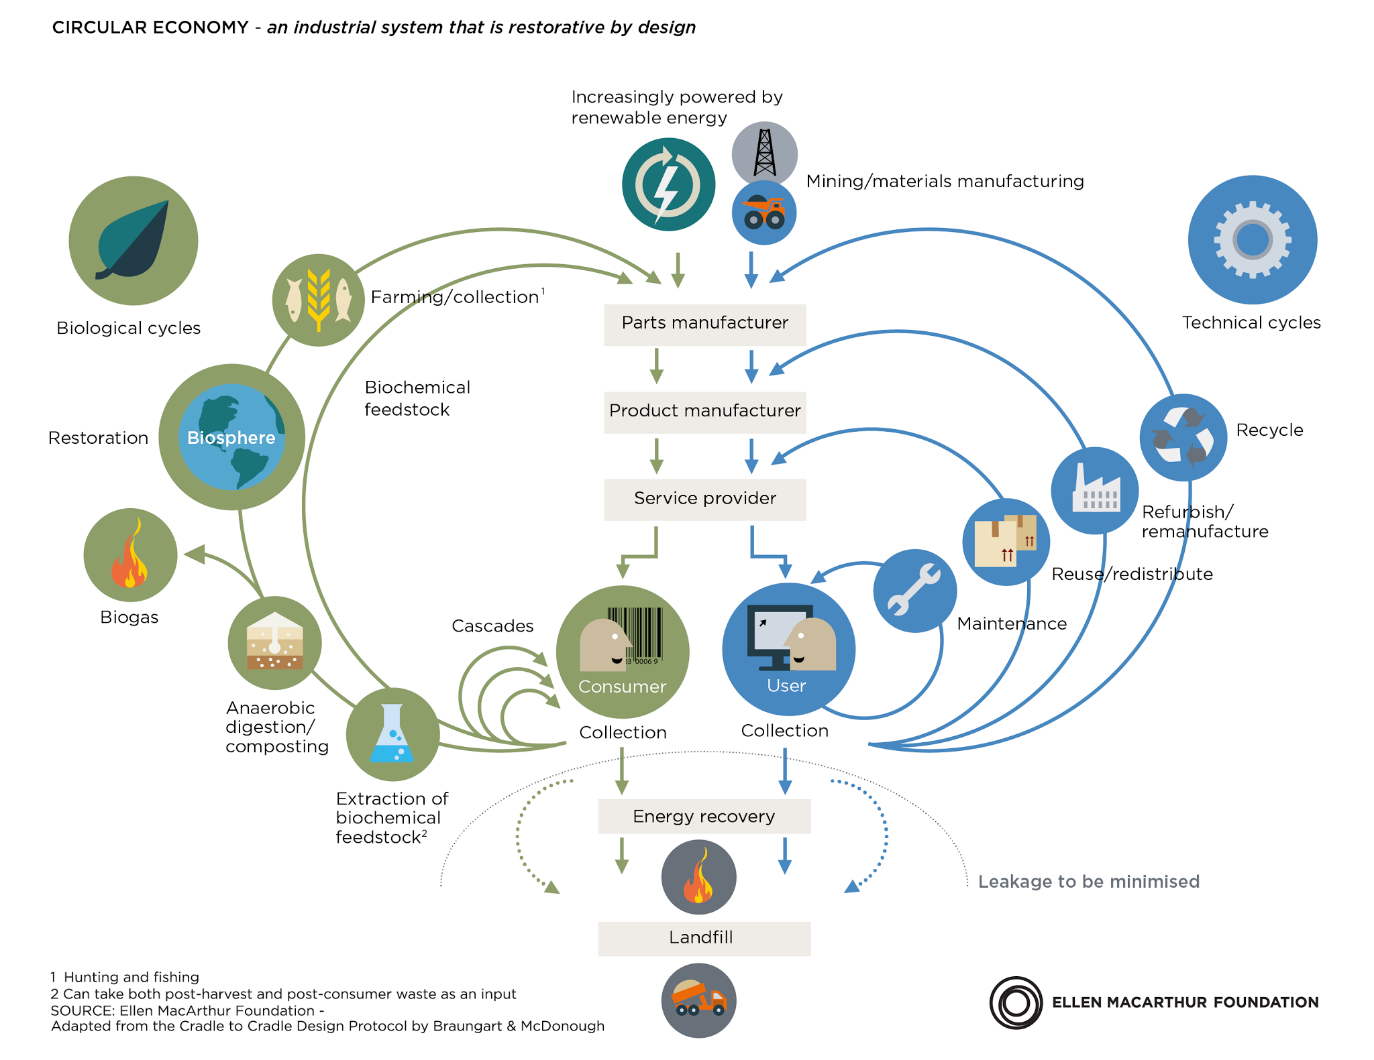 CIRCULAR ECONOMY - an industrial system that is restorative by design
Increasingly powered by
renewable energy
Mining/materials manufacturing
Biological cycles
Technical cycles
Farming/collection¹
Parts manufacturer
Biochemical
feedstock
Product manufacturer
Restoration
Biosphere
Recycle
Service provider
Refurbish/
remanufacture
Reuse/redistribute
Biogas
Cascades
Maintenance
3 0006 9
Consumer
User
Anaerobic
digestion/
composting
Collection
Collection
Extraction of
biochemical
feedstock²
Energy recovery
Leakage to be minimised
Landfill
1 Hunting and fishing
2 Can take both post-harvest and post-consumer waste as an input
SOURCE: Ellen MacArthur Foundation -
Adapted from the Cradle to Cradle Design Protocol by Braungart & McDonough
ELLEN MACARTHUR FOUNDATION